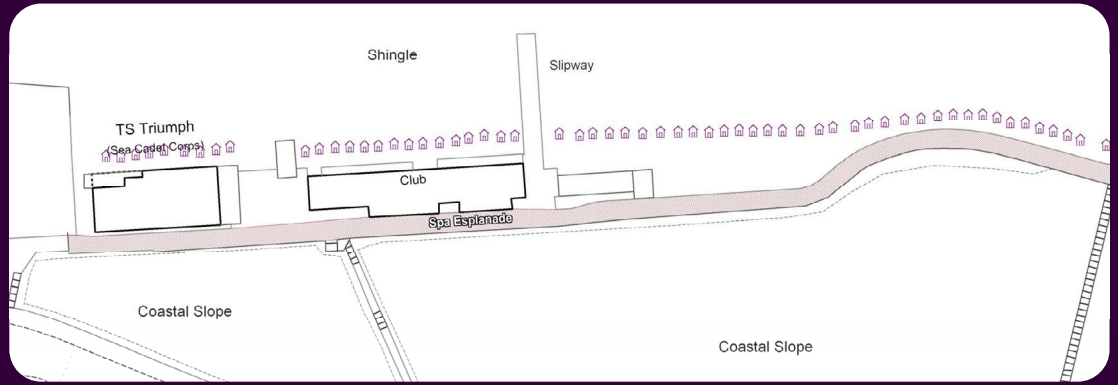 Shingle
Slipway
TS Triumph
(Sea Cadet Corps)
Club
Spa Esplanade
Coastal Slope
Coastal Slope